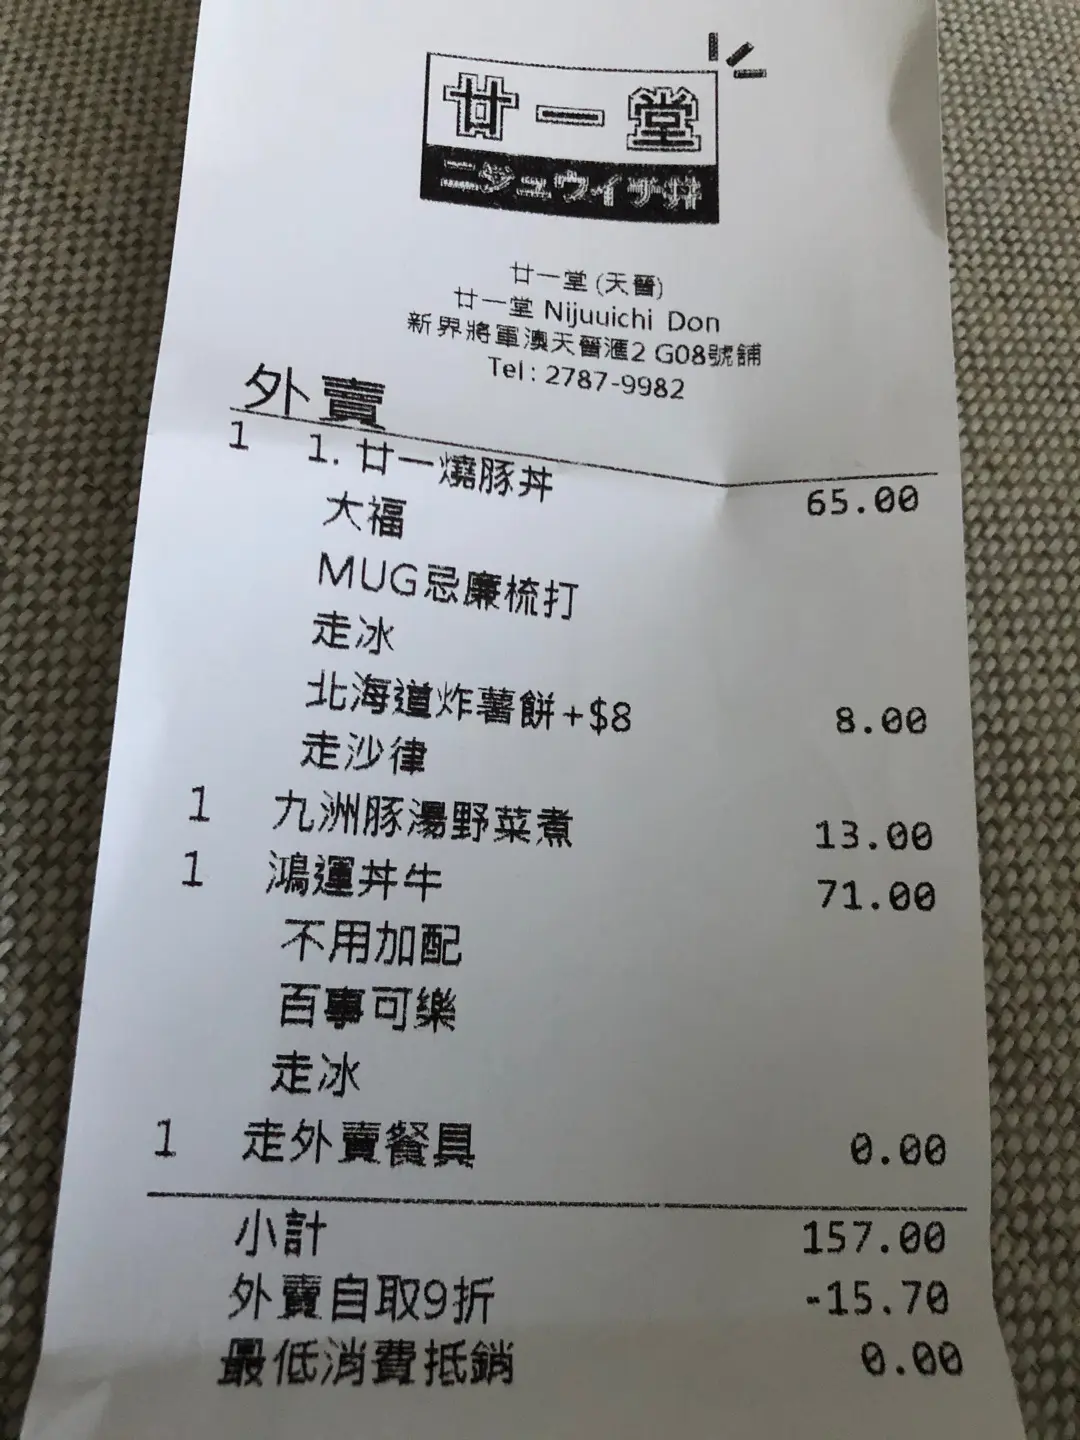 廿一堂
ニジュウイチ丼
廿一堂 (天晉)
廿一堂 Nijuuichi Don
新界將軍澳天晉滙2 G08號舖
Tel: 2787-9982
外賣
1 1. 廿一燒豚丼 65.00
大福
MUG忌廉梳打
走冰
北海道炸薯餅+$8 8.00
走沙律
1 九洲豚湯野菜煮 13.00
1 鴻運丼牛 71.00
不用加配
百事可樂
走冰
1 走外賣餐具 0.00
小計 157.00
外賣自取9折 -15.70
最低消費抵銷 0.00